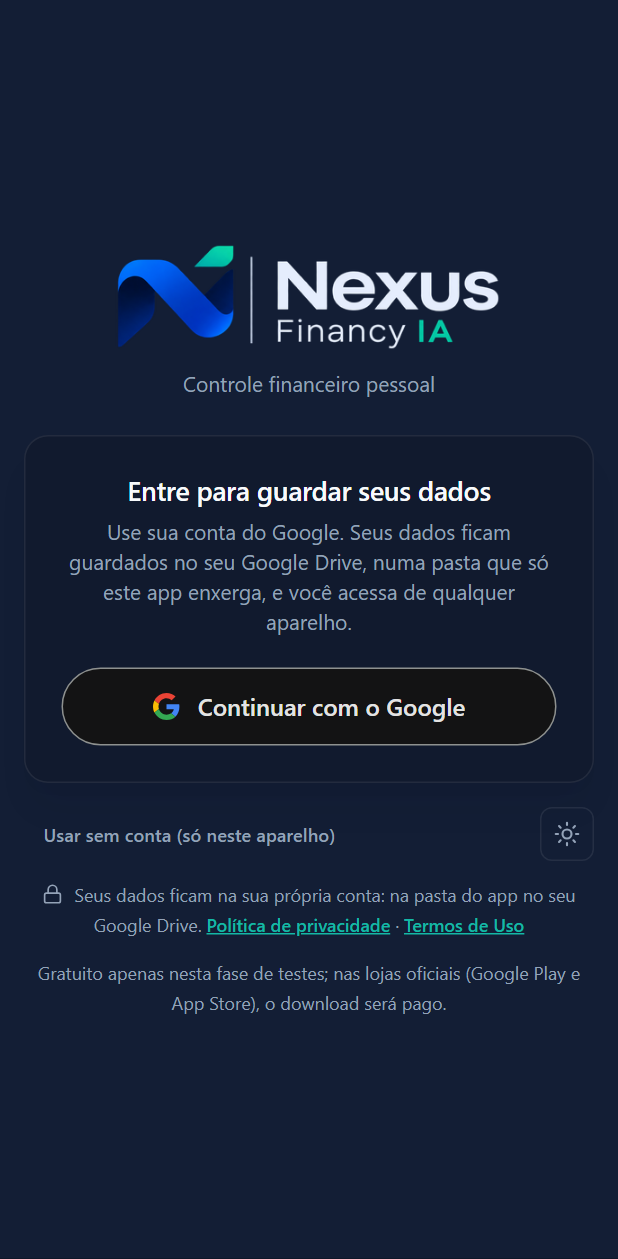 Nexus
Financy IA
Controle financeiro pessoal
Entre para guardar seus dados
Use sua conta do Google. Seus dados ficam
guardados no seu Google Drive, numa pasta que só
este app enxerga, e você acessa de qualquer
aparelho.
Continuar com o Google
Usar sem conta (só neste aparelho)
Seus dados ficam na sua própria conta: na pasta do app no seu
Google Drive. Política de privacidade · Termos de Uso
Gratuito apenas nesta fase de testes; nas lojas oficiais (Google Play e
App Store), o download será pago.